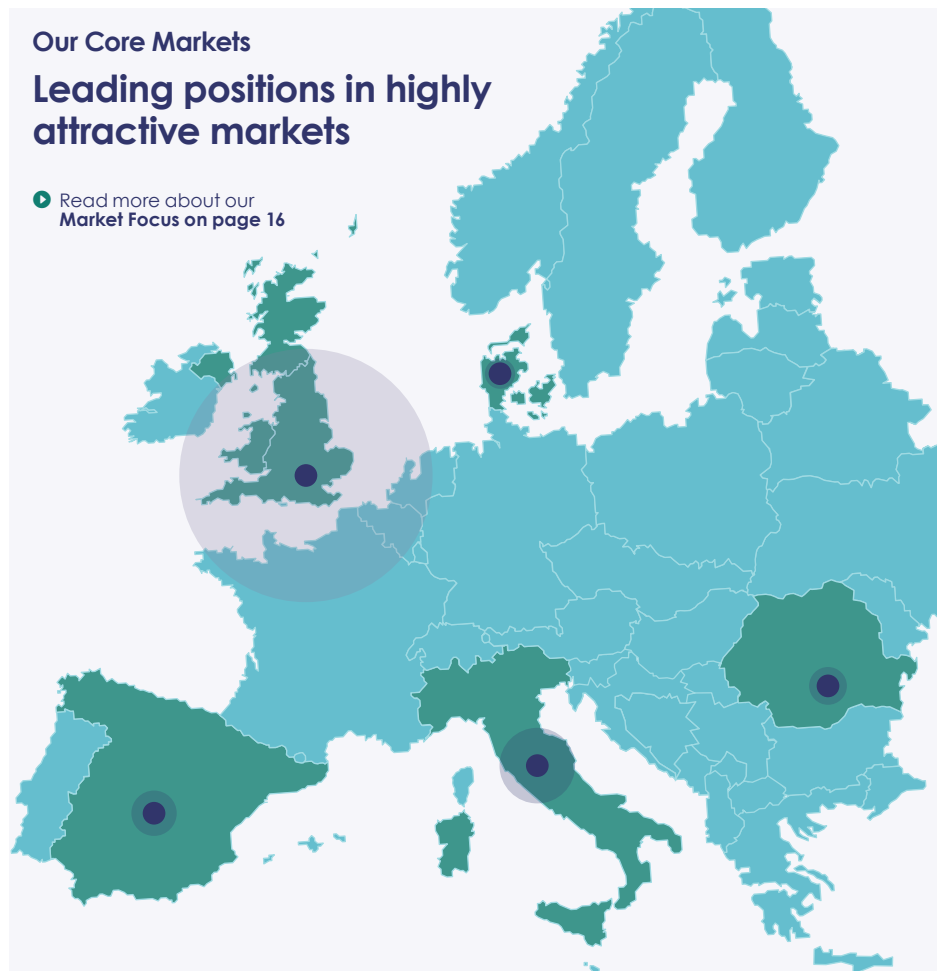 Our Core Markets
Leading positions in highly
attractive markets
Read more about our
Market Focus on page 16